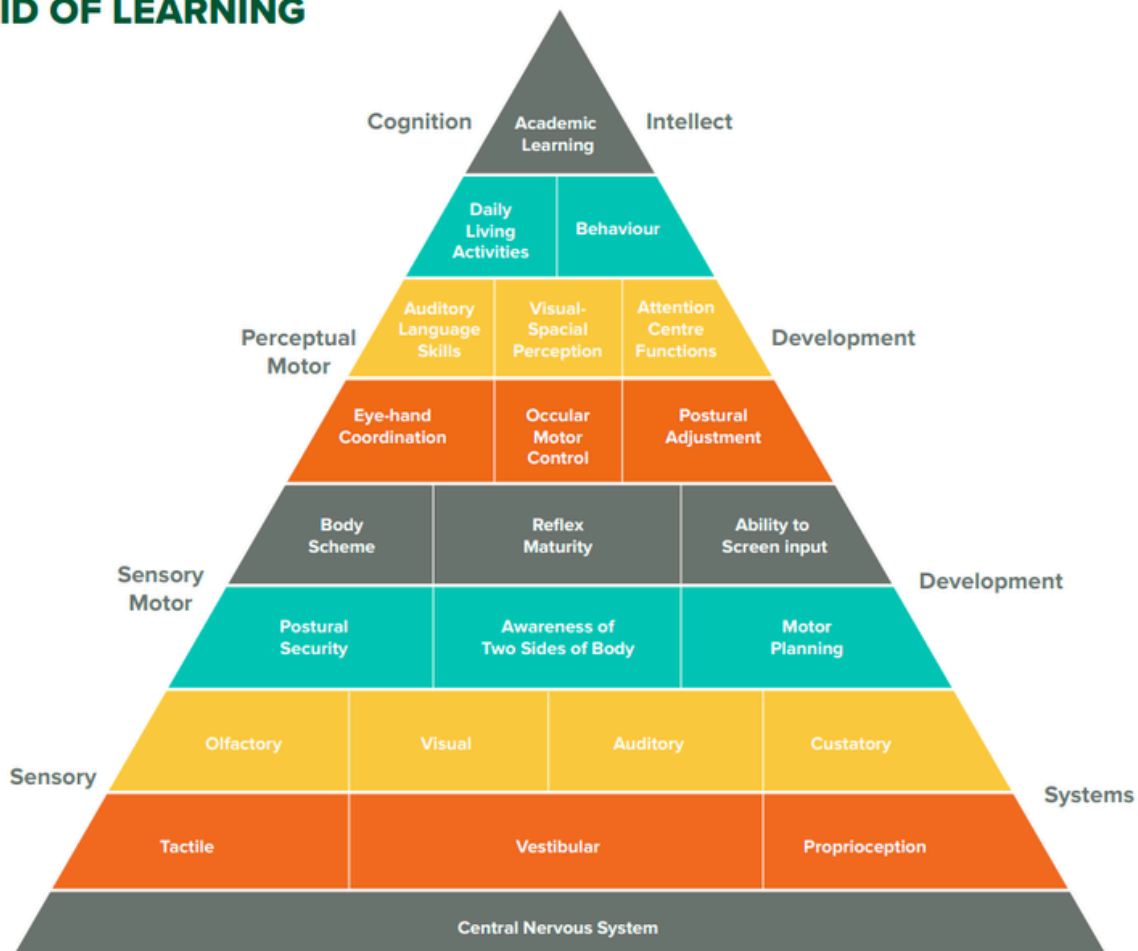 ID OF LEARNING
Cognition
Academic
Learning
Intellect
Daily
Living
Activities
Behaviour
Perceptual
Motor
Auditory
Language
Skills
Visual-
Spacial
Perception
Attention
Centre
Functions
Development
Eye-hand
Coordination
Occular
Motor
Control
Postural
Adjustment
Sensory
Motor
Body
Scheme
Reflex
Maturity
Ability to
Screen input
Development
Postural
Security
Awareness of
Two Sides of Body
Motor
Planning
Sensory
Olfactory
Visual
Auditory
Custatory
Systems
Tactile
Vestibular
Proprioception
Central Nervous System